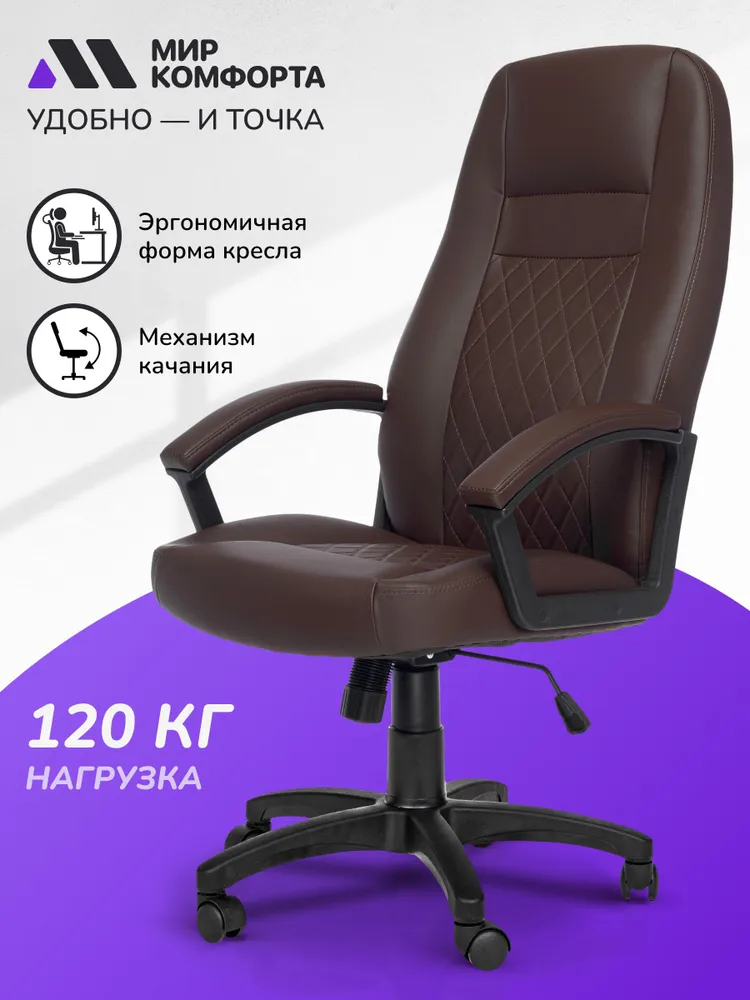 МИР
КОМФОРТА
УДОБНО — И ТОЧКА
Эргономичная
форма кресла
Механизм
качания
120 КГ
НАГРУЗКА